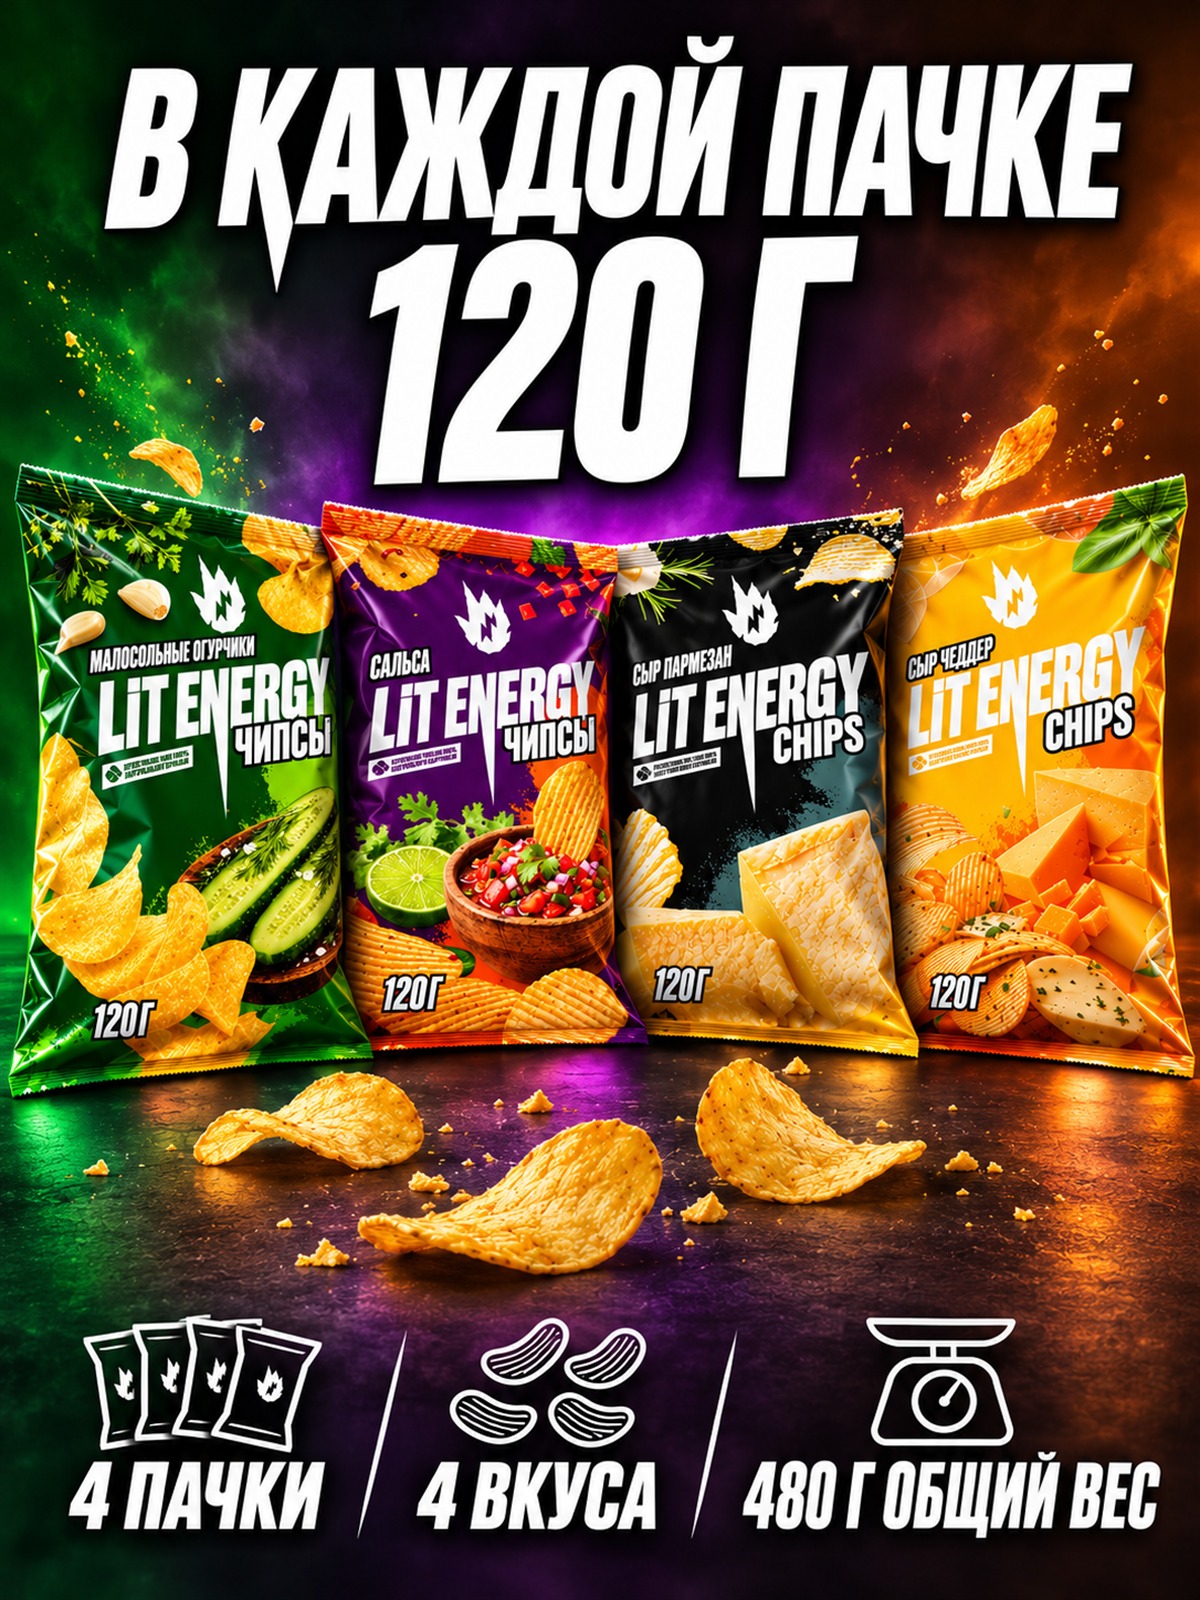 В КАЖДОЙ ПАЧКЕ
120 Г
МАЛОСОЛЬНЫЕ ОГУРЧИКИ
LIT ENERGY
ЧИПСЫ
120Г
САЛЬСА
LIT ENERGY
ЧИПСЫ
120Г
СЫР ПАРМЕЗАН
LIT ENERGY
CHIPS
120Г
СЫР ЧЕДДЕР
LIT ENERGY
CHIPS
120Г
4 ПАЧКИ
4 ВКУСА
480 Г ОБЩИЙ ВЕС